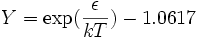 Y = exp(ϵ/kT) − 1.0617